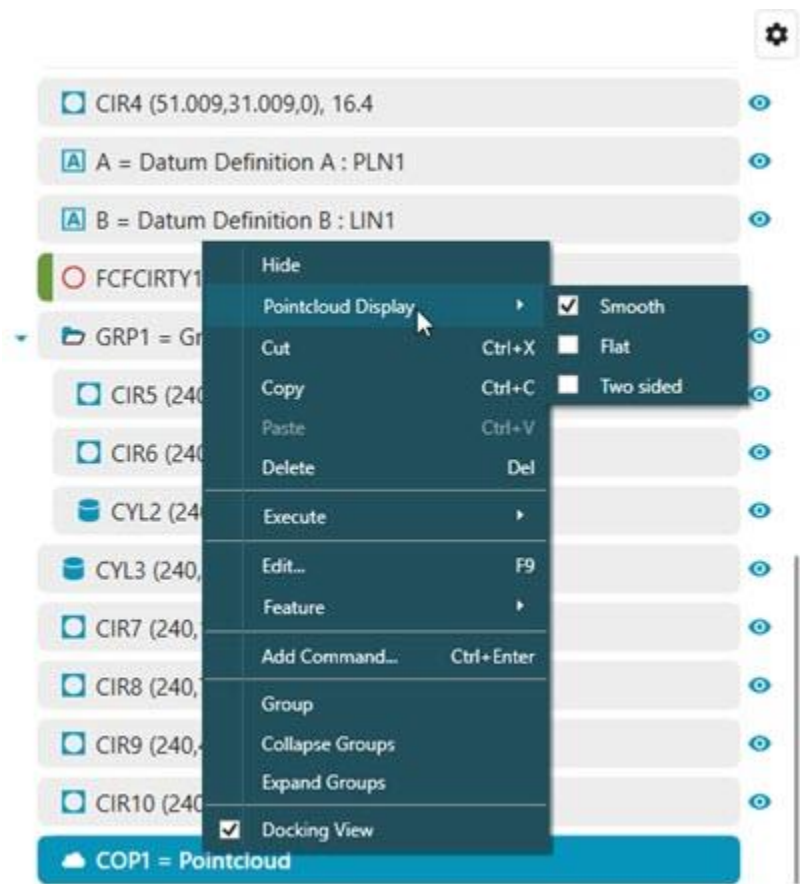 CIR4 (51.009,31.009,0), 16.4
A A = Datum Definition A : PLN1
A B = Datum Definition B : LIN1
Hide
FCFCIRTY1
Pointcloud Display
Smooth
GRP1 = Gr
Cut Ctrl+X
Flat
Copy Ctrl+C
Two sided
CIR5 (240
Paste Ctrl+V
CIR6 (240
Delete Del
CYL2 (24
Execute
CYL3 (240,
Edit... F9
Feature
CIR7 (240,
Add Command... Ctrl+Enter
CIR8 (240,
Group
CIR9 (240,
Collapse Groups
Expand Groups
CIR10 (240
Docking View
COP1 = Pointcloud